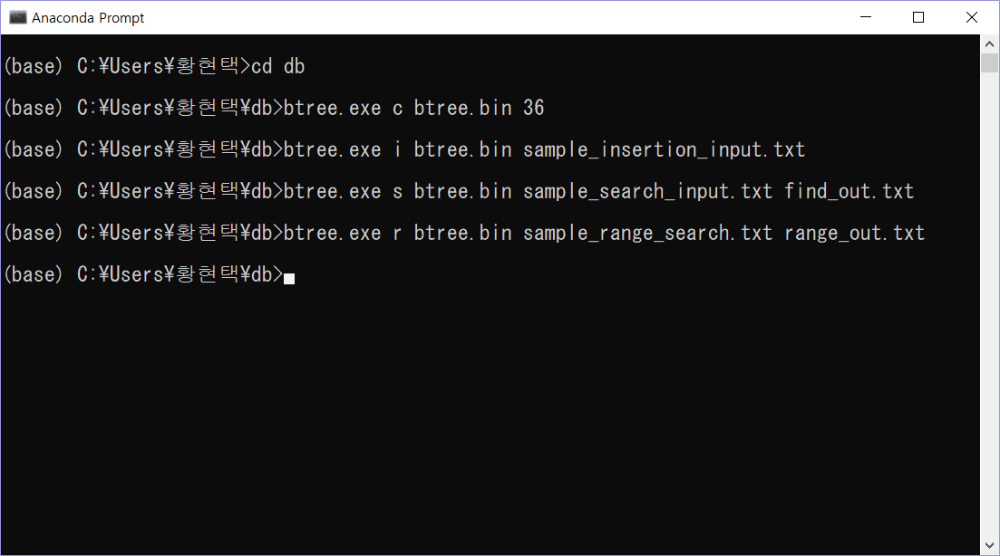 Anaconda Prompt
(base) C:¥Users¥황현택>cd db
(base) C:¥Users¥황현택¥db>btree.exe c btree.bin 36
(base) C:¥Users¥황현택¥db>btree.exe i btree.bin sample_insertion_input.txt
(base) C:¥Users¥황현택¥db>btree.exe s btree.bin sample_search_input.txt find_out.txt
(base) C:¥Users¥황현택¥db>btree.exe r btree.bin sample_range_search.txt range_out.txt
(base) C:¥Users¥황현택¥db>